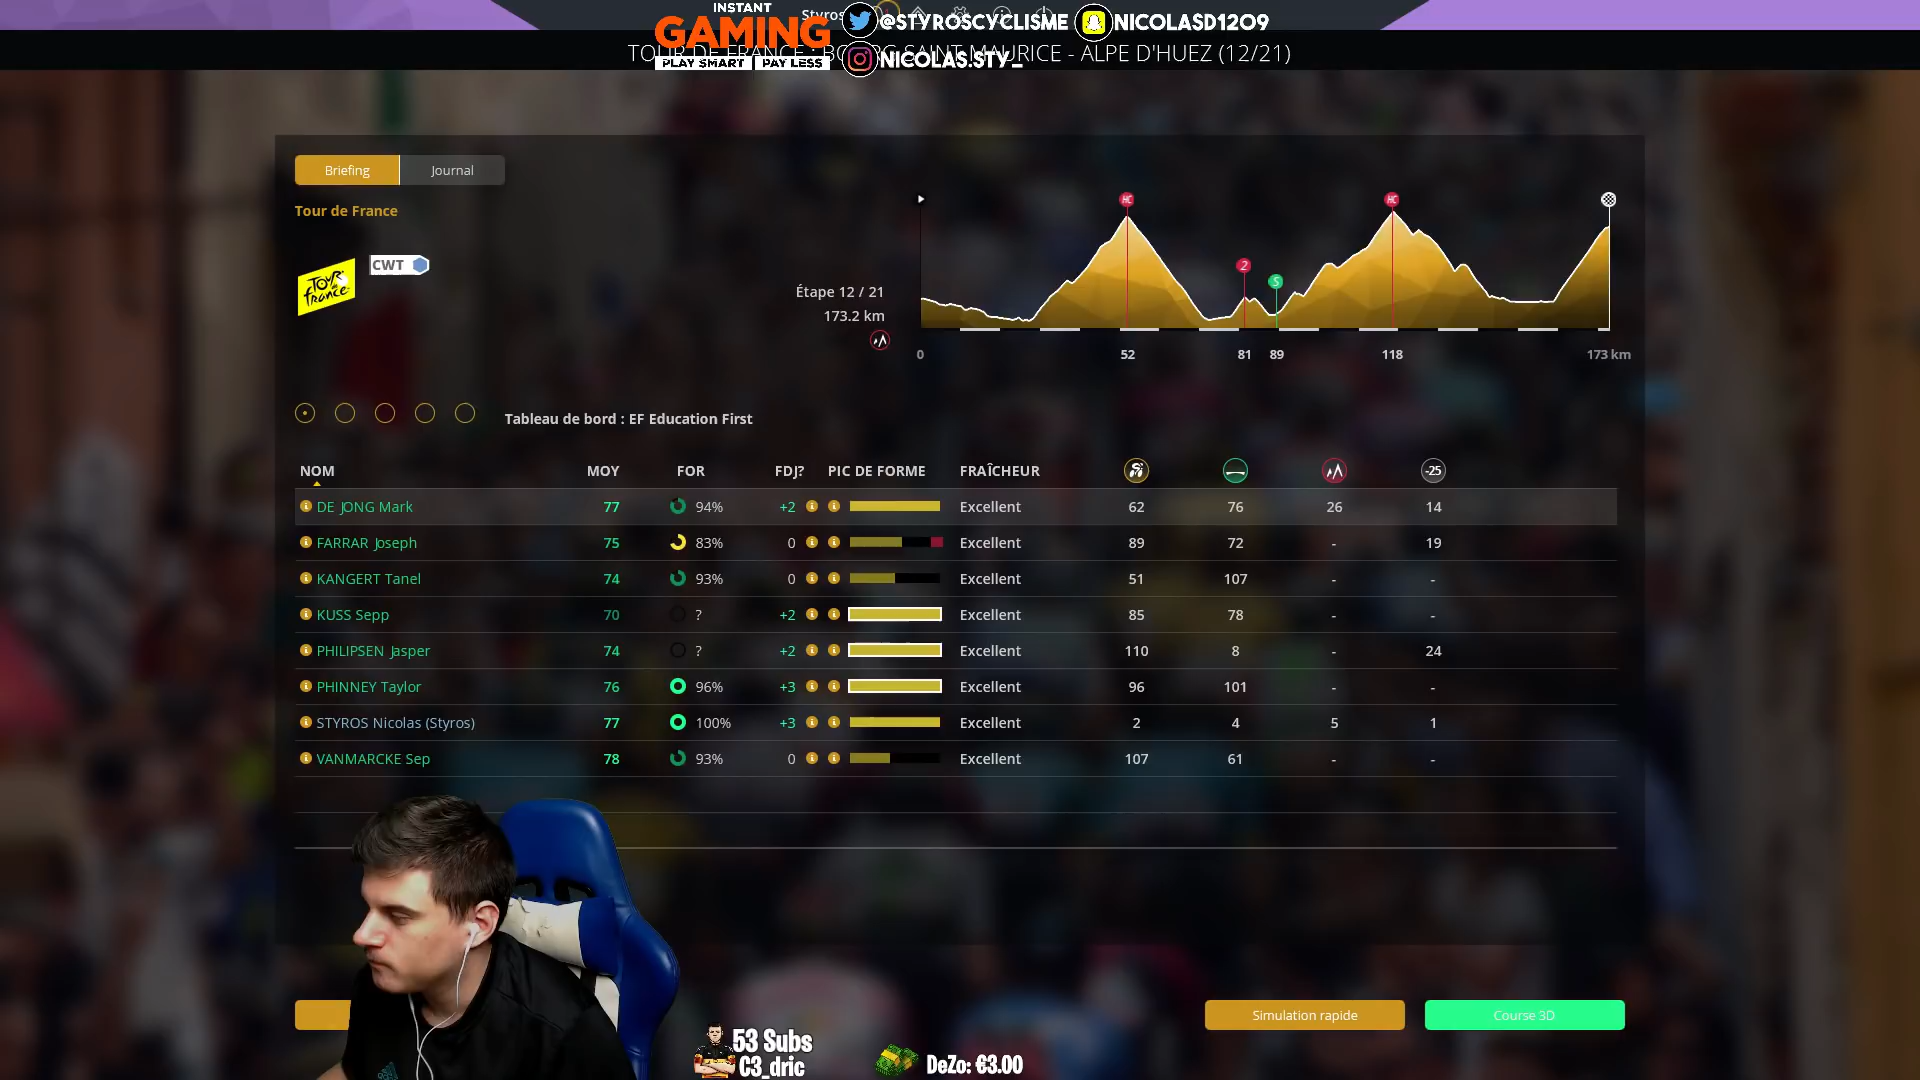 INSTANT
GAMING
PLAY SMART PAY LESS
Styros
@STYROSCYCLISME
NICOLASD1209
NICOLAS.STY_
TOUR DE FRANCE : BOURG SAINT MAURICE - ALPE D'HUEZ (12/21)
Briefing
Journal
Tour de France
TOUR de france
CWT
Étape 12 / 21
173.2 km
HC
2
S
HC
0
52
81
89
118
173 km
Tableau de bord : EF Education First
NOM MOY FOR FDJ? PIC DE FORME FRAÎCHEUR -25
DE JONG Mark 77 94% +2 Excellent 62 76 26 14
FARRAR Joseph 75 83% 0 Excellent 89 72 - 19
KANGERT Tanel 74 93% 0 Excellent 51 107 - -
KUSS Sepp 70 ? +2 Excellent 85 78 - -
PHILIPSEN Jasper 74 ? +2 Excellent 110 8 - 24
PHINNEY Taylor 76 96% +3 Excellent 96 101 - -
STYROS Nicolas (Styros) 77 100% +3 Excellent 2 4 5 1
VANMARCKE Sep 78 93% 0 Excellent 107 61 - -
Simulation rapide
Course 3D
53 Subs
C3_dric
DeZo: €3.00